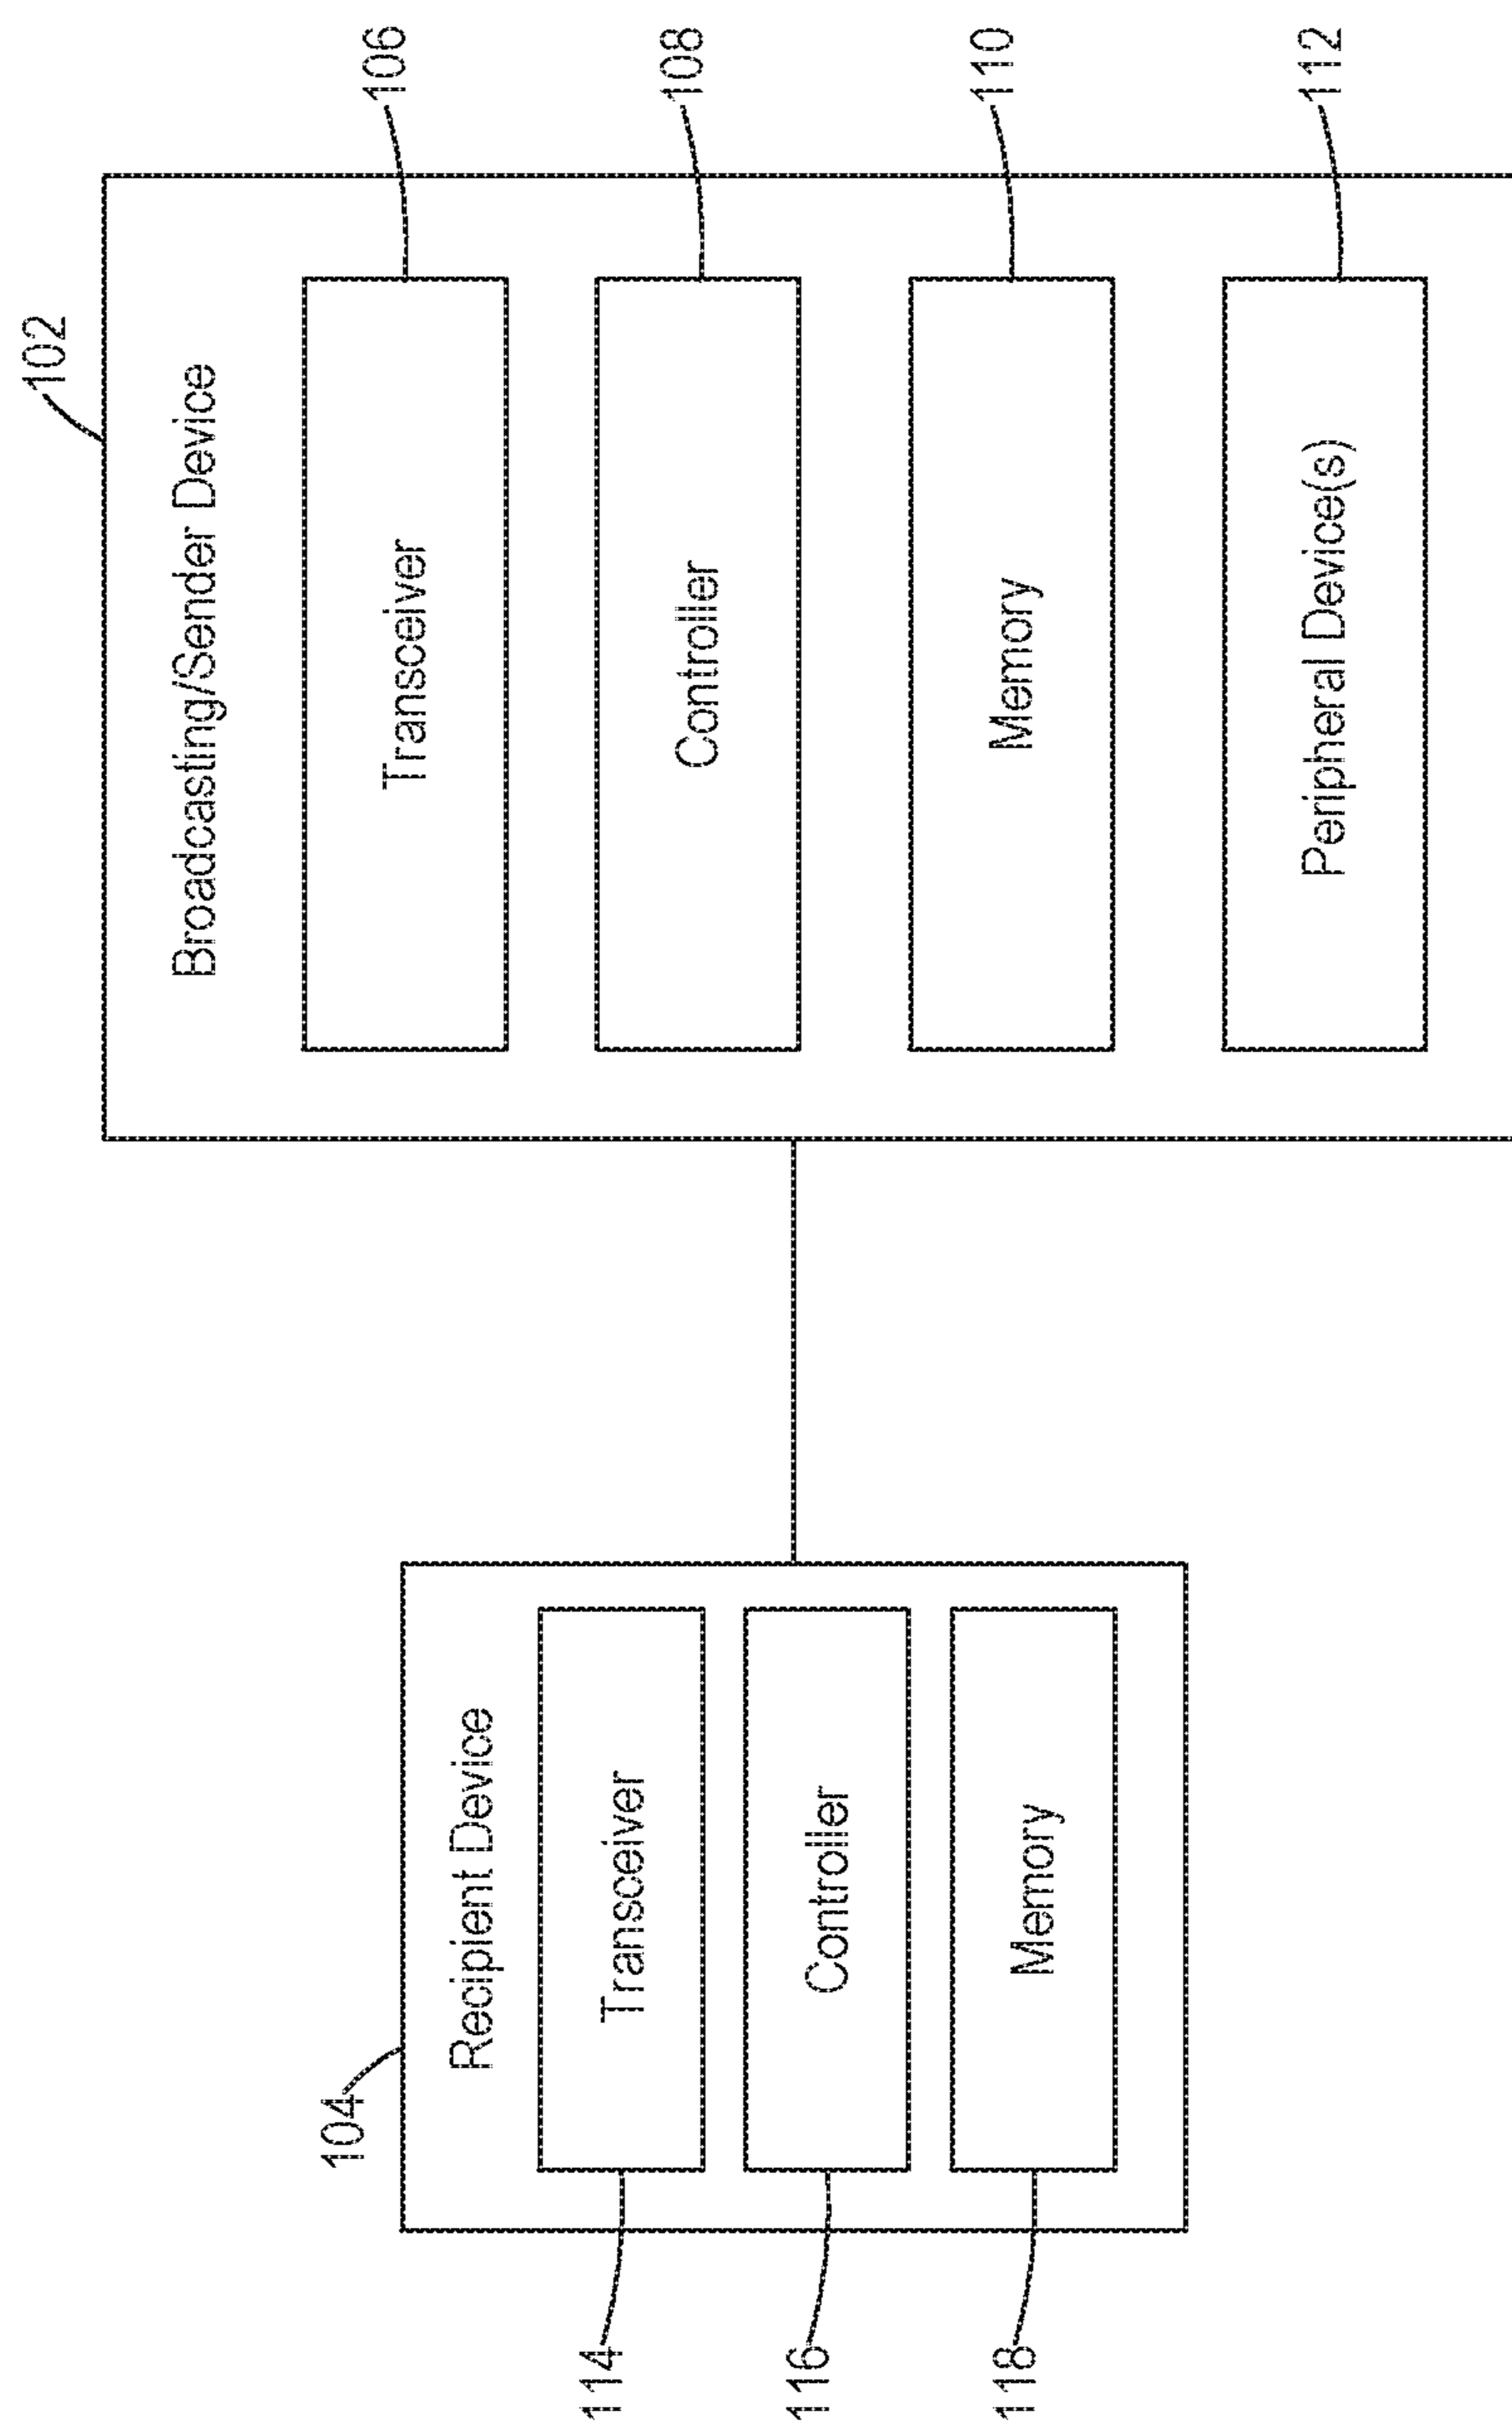 102
Broadcasting/Sender Device
Transceiver
106
Controller
108
Memory
110
Peripheral Device(s)
112
104
Recipient Device
114
Transceiver
116
Controller
118
Memory